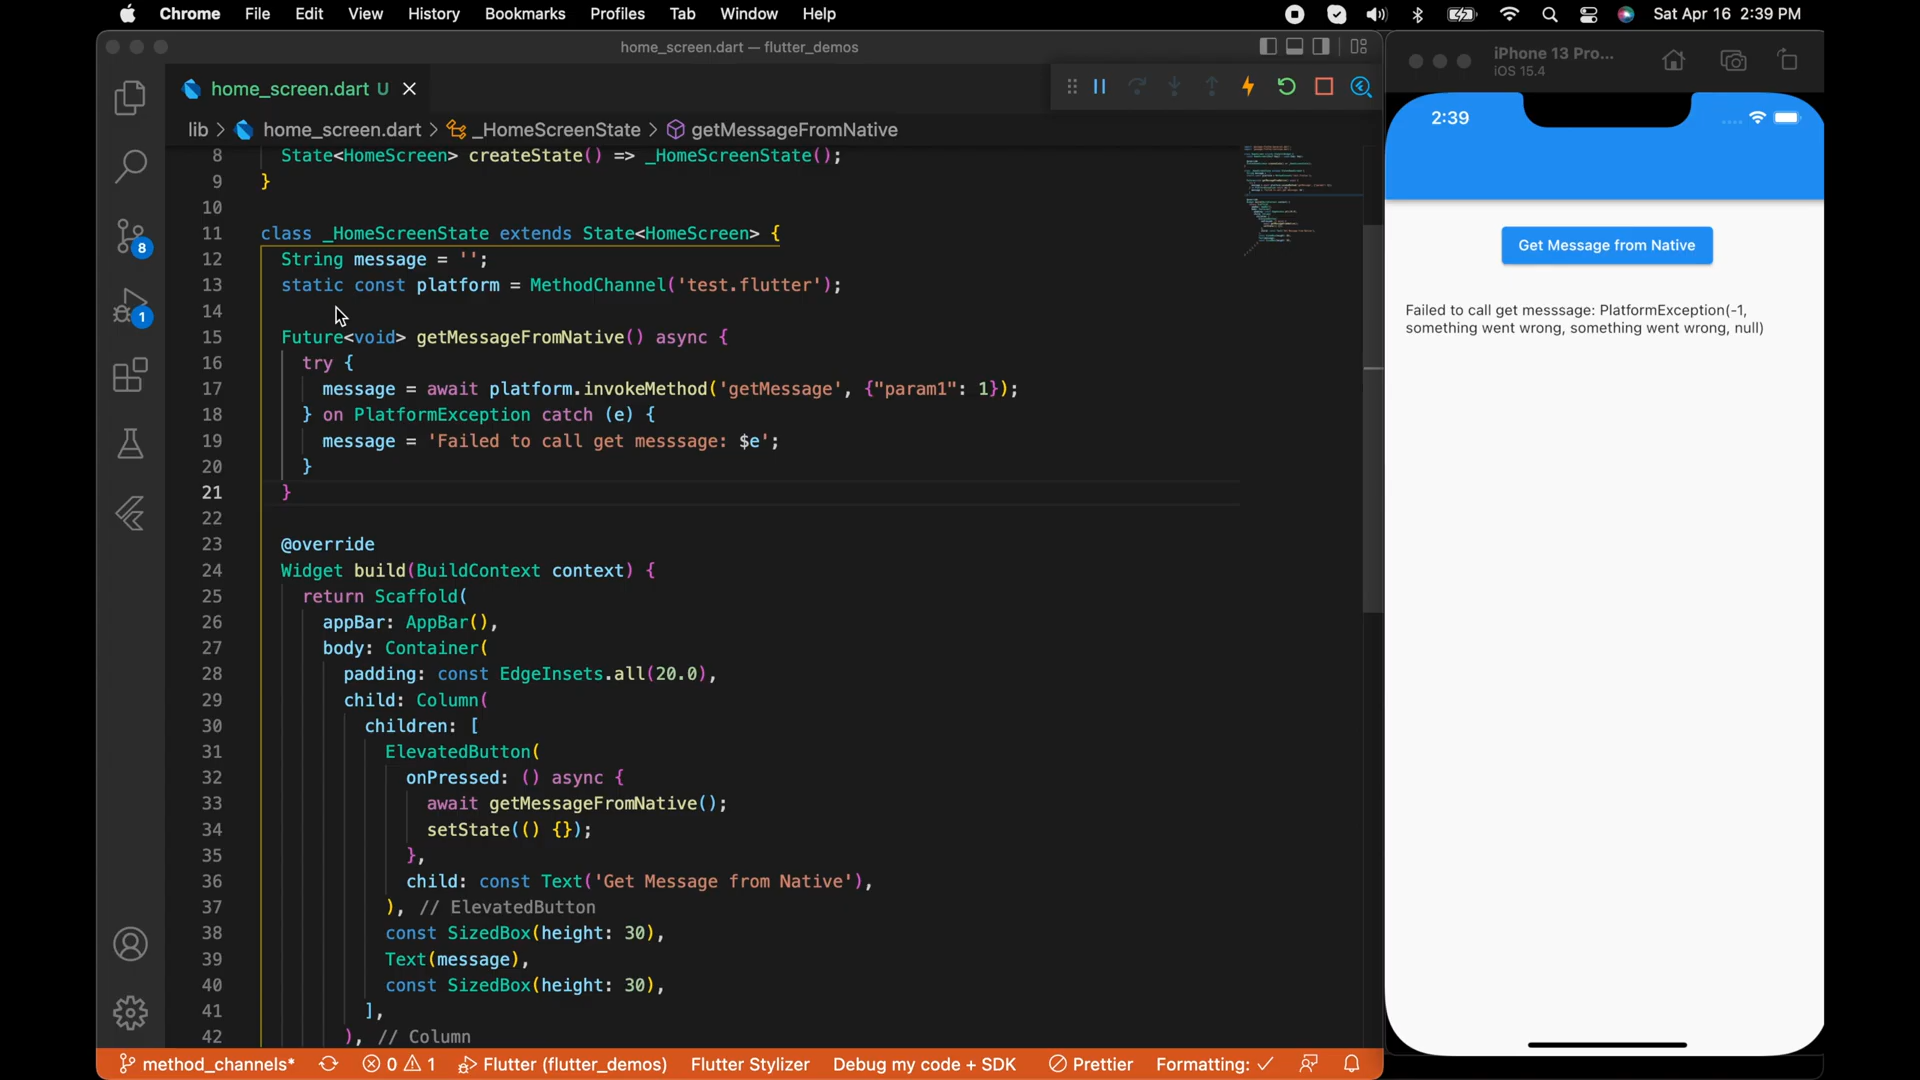 Chrome File Edit View History Bookmarks Profiles Tab Window Help Sat Apr 16 2:39 PM
home_screen.dart — flutter_demos
home_screen.dart U
lib > home_screen.dart > _HomeScreenState > getMessageFromNative
8 State<HomeScreen> createState() => _HomeScreenState();
9 }
10
11 class _HomeScreenState extends State<HomeScreen> {
12 String message = '';
13 static const platform = MethodChannel('test.flutter');
14
15 Future<void> getMessageFromNative() async {
16 try {
17 message = await platform.invokeMethod('getMessage', {"param1": 1});
18 } on PlatformException catch (e) {
19 message = 'Failed to call get messsage: $e';
20 }
21 }
22
23 @override
24 Widget build(BuildContext context) {
25 return Scaffold(
26 appBar: AppBar(),
27 body: Container(
28 padding: const EdgeInsets.all(20.0),
29 child: Column(
30 children: [
31 ElevatedButton(
32 onPressed: () async {
33 await getMessageFromNative();
34 setState(() {});
35 },
36 child: const Text('Get Message from Native'),
37 ), // ElevatedButton
38 const SizedBox(height: 30),
39 Text(message),
40 const SizedBox(height: 30),
41 ],
42 ), // Column
8
1
method_channels* 0 1 Flutter (flutter_demos) Flutter Stylizer Debug my code + SDK Prettier Formatting: ✓
iPhone 13 Pro...
iOS 15.4
2:39
Get Message from Native
Failed to call get messsage: PlatformException(-1,
something went wrong, something went wrong, null)